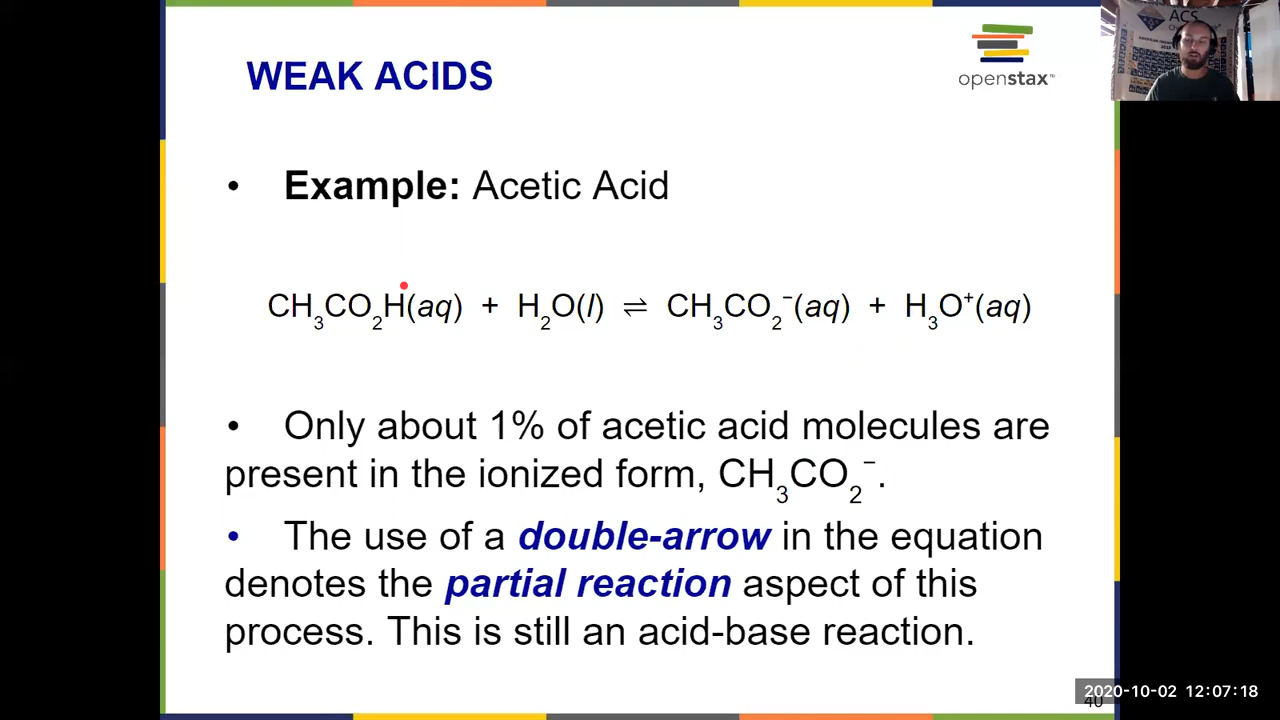 WEAK ACIDS
openstax™
ACS
• Example: Acetic Acid
CH₃CO₂H(aq) + H₂O(l) ⇌ CH₃CO₂⁻(aq) + H₃O⁺(aq)
• Only about 1% of acetic acid molecules are
present in the ionized form, CH₃CO₂⁻.
• The use of a double-arrow in the equation
denotes the partial reaction aspect of this
process. This is still an acid-base reaction.
2020-10-02 12:07:18
40